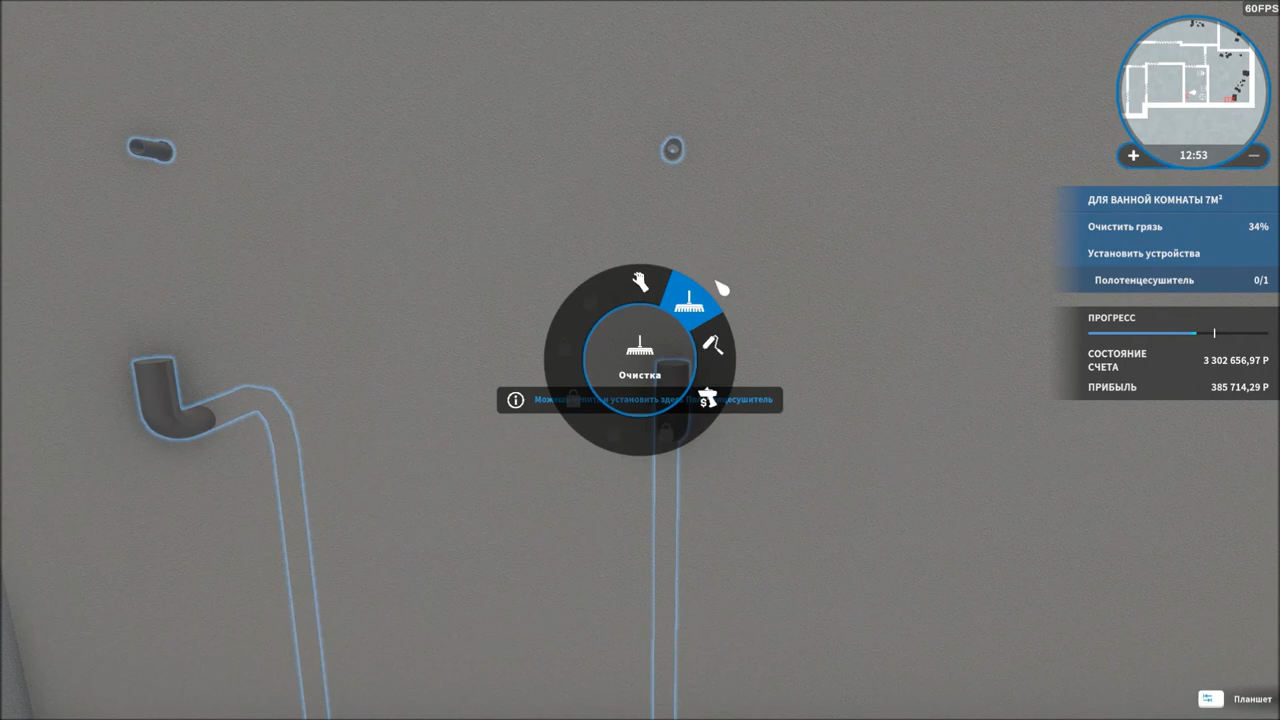 60FPS
12:53
ДЛЯ ВАННОЙ КОМНАТЫ 7М²
Очистить грязь 34%
Установить устройства
Полотенцесушитель 0/1
ПРОГРЕСС
СОСТОЯНИЕ
СЧЕТА 3 302 656,97 Р
ПРИБЫЛЬ 385 714,29 Р
Очистка
установить
Планшет